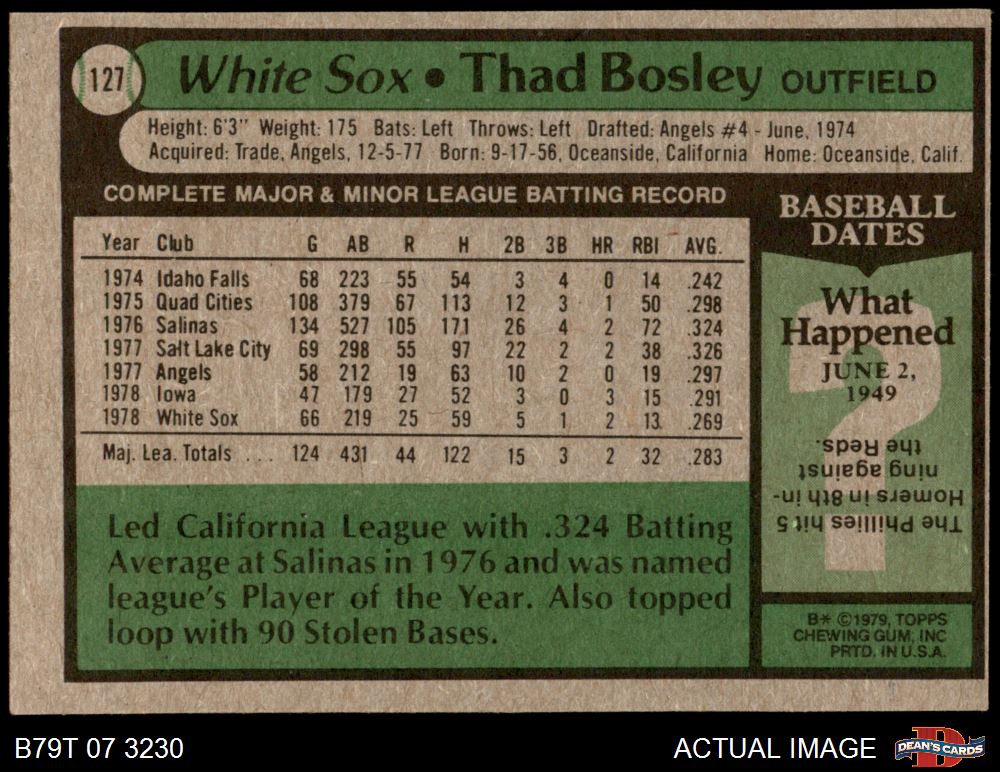 127
White Sox • Thad Bosley OUTFIELD
Height: 6'3" Weight: 175 Bats: Left Throws: Left Drafted: Angels #4 - June, 1974
Acquired: Trade, Angels, 12-5-77 Born: 9-17-56, Oceanside, California Home: Oceanside, Calif.
COMPLETE MAJOR & MINOR LEAGUE BATTING RECORD
Year Club G AB R H 2B 3B HR RBI AVG.
1974 Idaho Falls 68 223 55 54 3 4 0 14 .242
1975 Quad Cities 108 379 67 113 12 3 1 50 .298
1976 Salinas 134 527 105 171 26 4 2 72 .324
1977 Salt Lake City 69 298 55 97 22 2 2 38 .326
1977 Angels 58 212 19 63 10 2 0 19 .297
1978 Iowa 47 179 27 52 3 0 3 15 .291
1978 White Sox 66 219 25 59 5 1 2 13 .269
Maj. Lea. Totals ... 124 431 44 122 15 3 2 32 .283
Led California League with .324 Batting
Average at Salinas in 1976 and was named
league's Player of the Year. Also topped
loop with 90 Stolen Bases.
BASEBALL
DATES
?
What
Happened
JUNE 2,
1949
The Phillies hit 5
Homers in 8th in-
ning against
the Reds.
B* ©1979, TOPPS
CHEWING GUM, INC
PRTD. IN U.S.A.
B79T 07 3230
ACTUAL IMAGE
D
DEAN'S CARDS